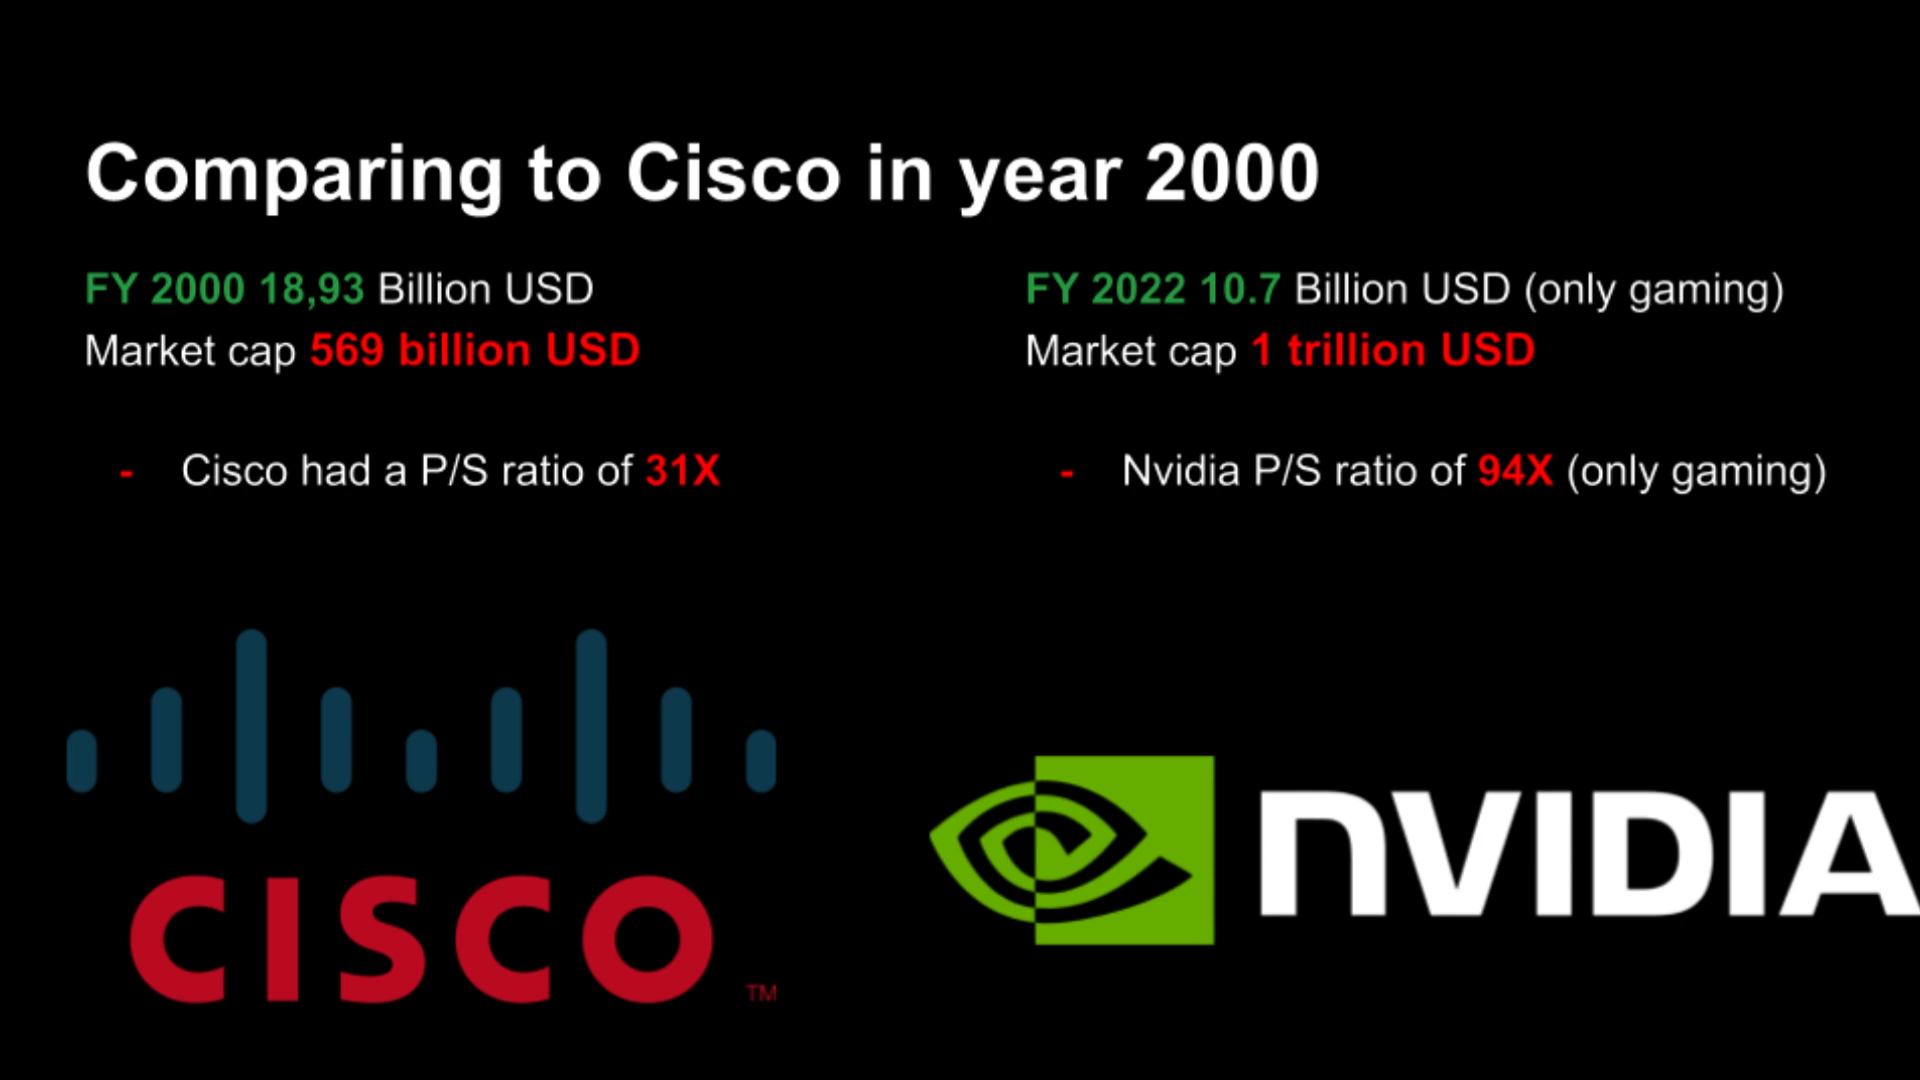 Comparing to Cisco in year 2000
FY 2000 18,93 Billion USD
Market cap 569 billion USD
- Cisco had a P/S ratio of 31X
FY 2022 10.7 Billion USD (only gaming)
Market cap 1 trillion USD
- Nvidia P/S ratio of 94X (only gaming)
CISCO TM
NVIDIA